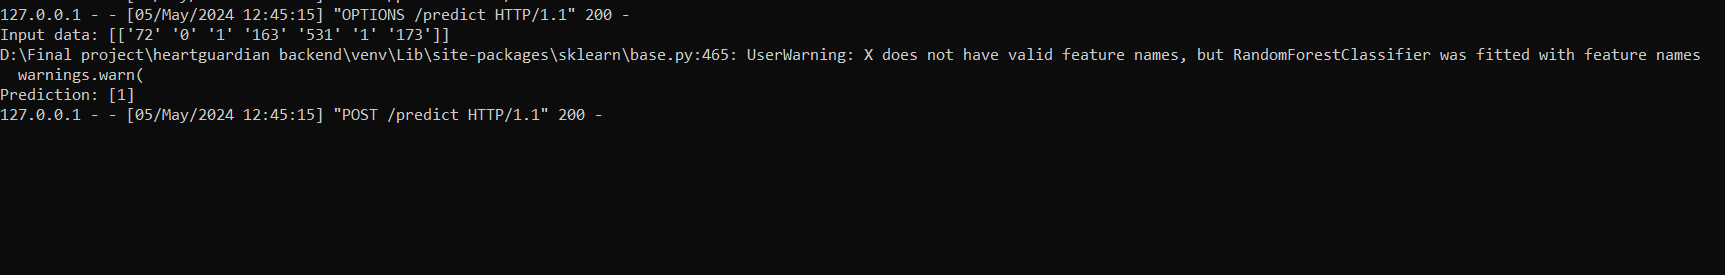 127.0.0.1 - - [05/May/2024 12:45:15] "OPTIONS /predict HTTP/1.1" 200 -
Input data: [['72' '0' '1' '163' '531' '1' '173']]
D:\Final project\heartguardian backend\venv\Lib\site-packages\sklearn\base.py:465: UserWarning: X does not have valid feature names, but RandomForestClassifier was fitted with feature names
  warnings.warn(
Prediction: [1]
127.0.0.1 - - [05/May/2024 12:45:15] "POST /predict HTTP/1.1" 200 -